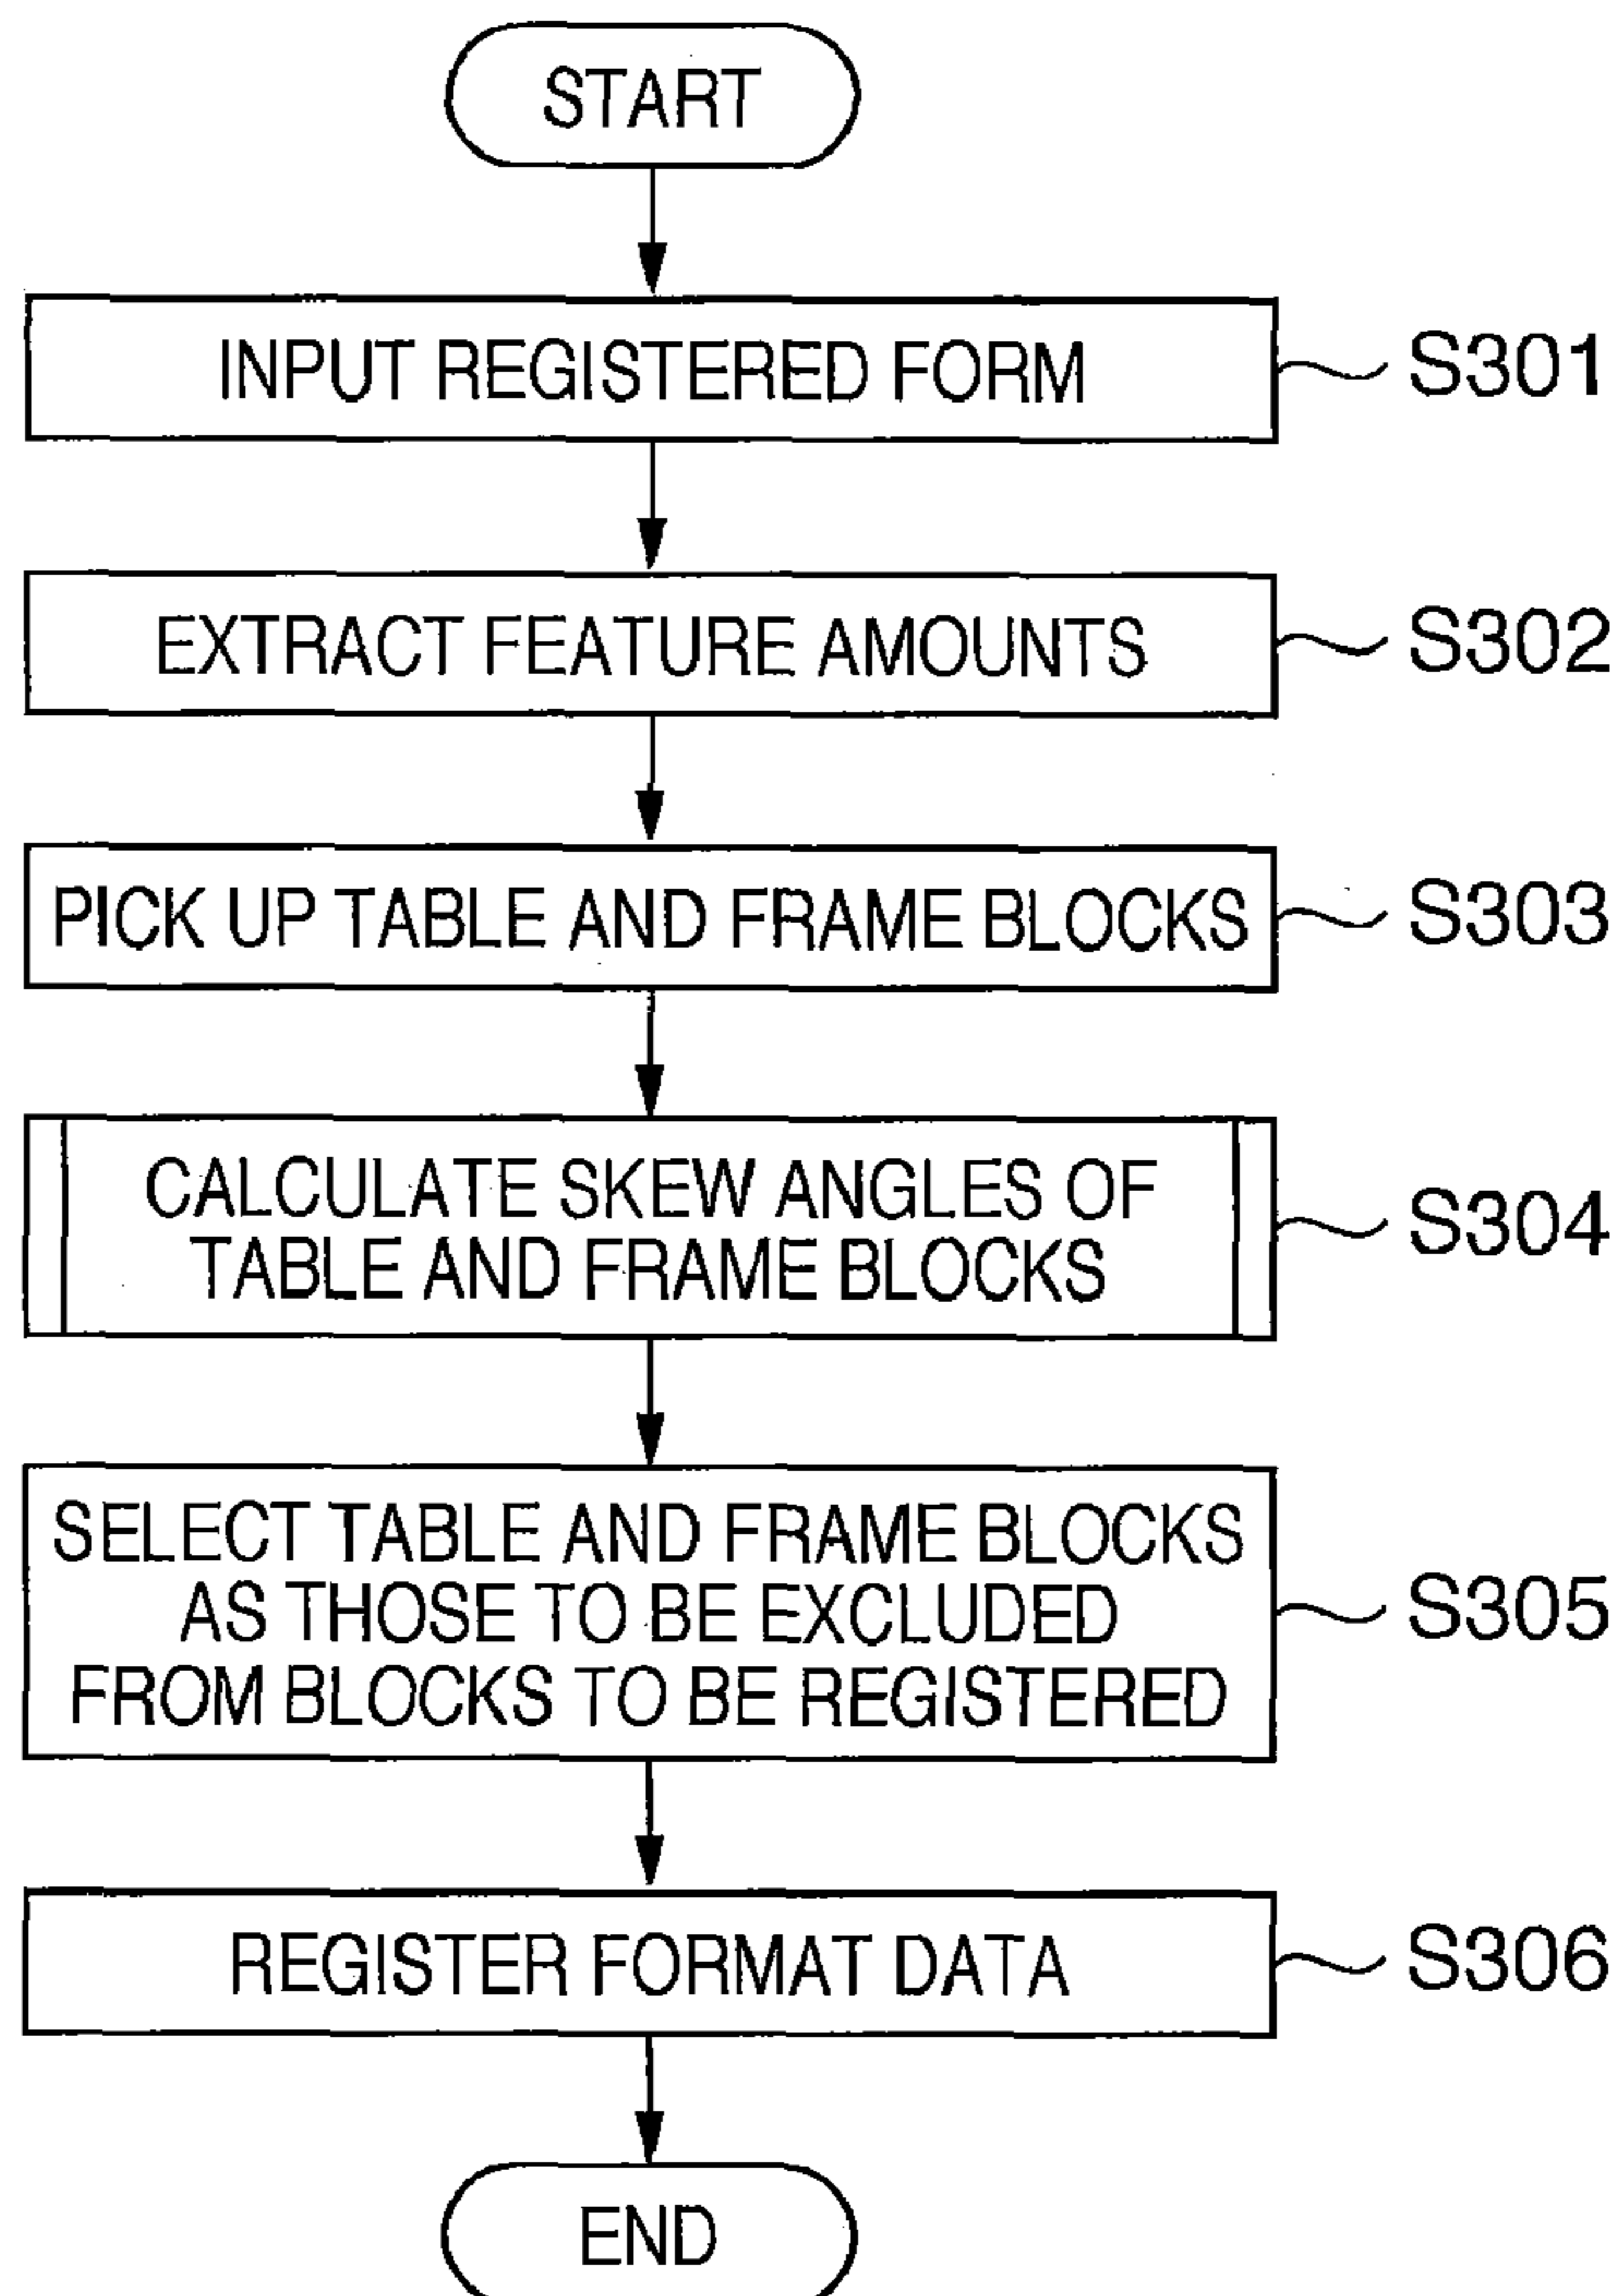 START
INPUT REGISTERED FORM
S301
EXTRACT FEATURE AMOUNTS
S302
PICK UP TABLE AND FRAME BLOCKS
S303
CALCULATE SKEW ANGLES OF
TABLE AND FRAME BLOCKS
S304
SELECT TABLE AND FRAME BLOCKS
AS THOSE TO BE EXCLUDED
FROM BLOCKS TO BE REGISTERED
S305
REGISTER FORMAT DATA
S306
END